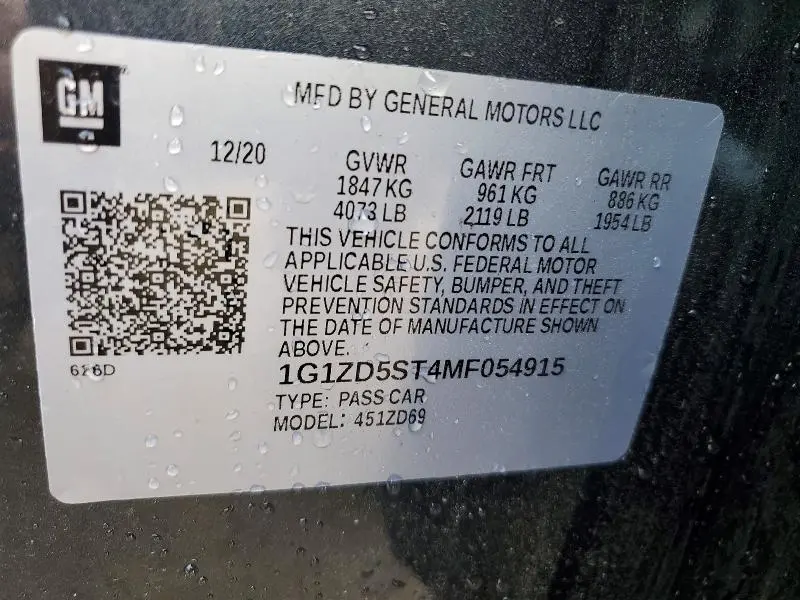 GM
MFD BY GENERAL MOTORS LLC
12/20
GVWR
1847 KG
4073 LB
GAWR FRT
961 KG
2119 LB
GAWR RR
886 KG
1954 LB
THIS VEHICLE CONFORMS TO ALL
APPLICABLE U.S. FEDERAL MOTOR
VEHICLE SAFETY, BUMPER, AND THEFT
PREVENTION STANDARDS IN EFFECT ON
THE DATE OF MANUFACTURE SHOWN
ABOVE.
1G1ZD5ST4MF054915
TYPE: PASS CAR
MODEL: 451ZD69